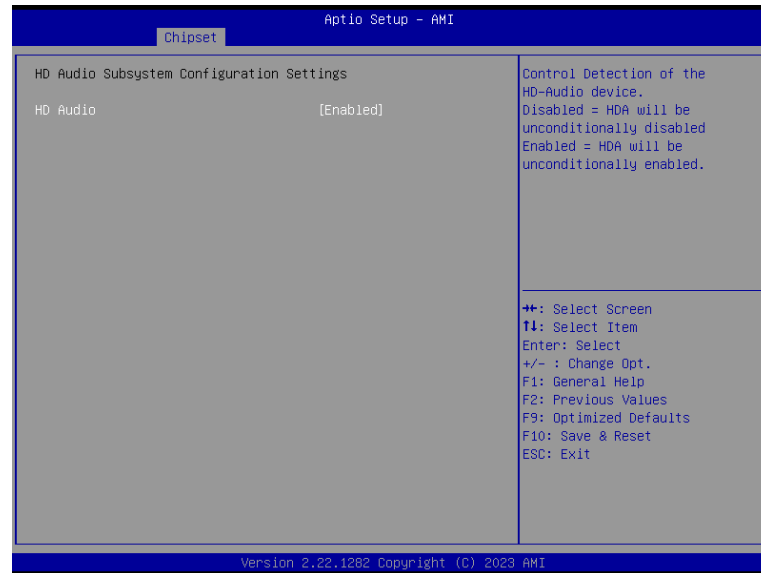 Aptio Setup - AMI
Chipset
HD Audio Subsystem Configuration Settings
HD Audio [Enabled]
Control Detection of the
HD-Audio device.
Disabled = HDA will be
unconditionally disabled
Enabled = HDA will be
unconditionally enabled.
→←: Select Screen
↑↓: Select Item
Enter: Select
+/- : Change Opt.
F1: General Help
F2: Previous Values
F9: Optimized Defaults
F10: Save & Reset
ESC: Exit
Version 2.22.1282 Copyright (C) 2023 AMI